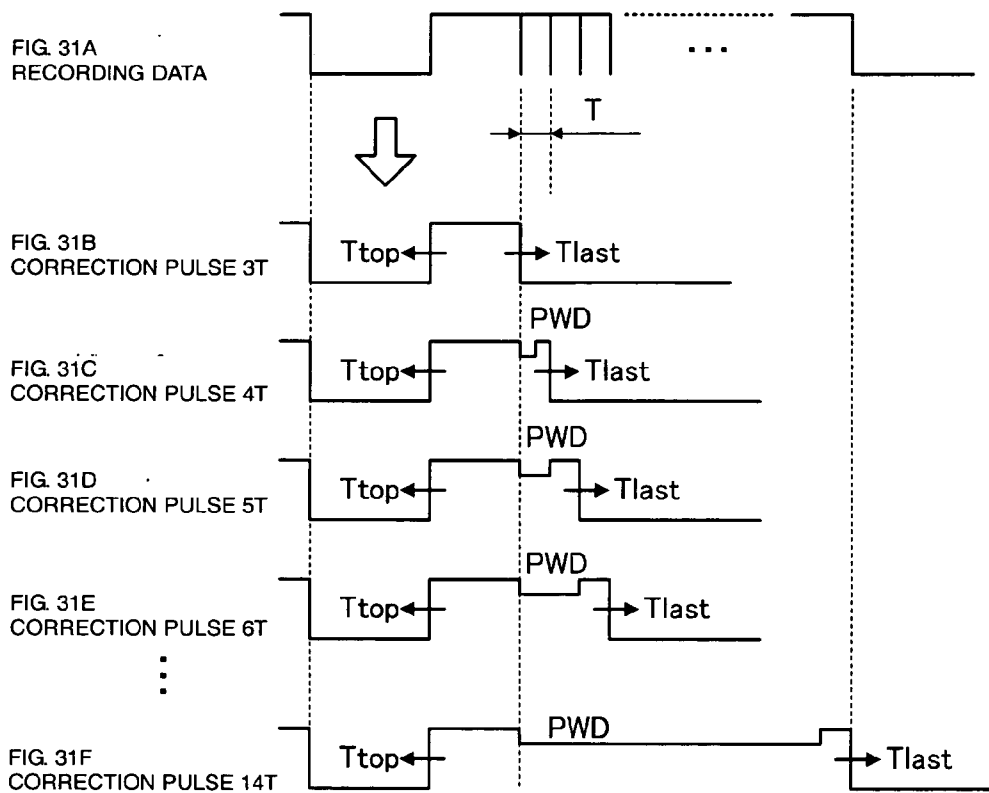 FIG. 31A
RECORDING DATA
...
T
FIG. 31B
CORRECTION PULSE 3T
Ttop
Tlast
PWD
FIG. 31C
CORRECTION PULSE 4T
Ttop
Tlast
PWD
FIG. 31D
CORRECTION PULSE 5T
Ttop
Tlast
PWD
FIG. 31E
CORRECTION PULSE 6T
Ttop
Tlast
PWD
FIG. 31F
CORRECTION PULSE 14T
Ttop
Tlast